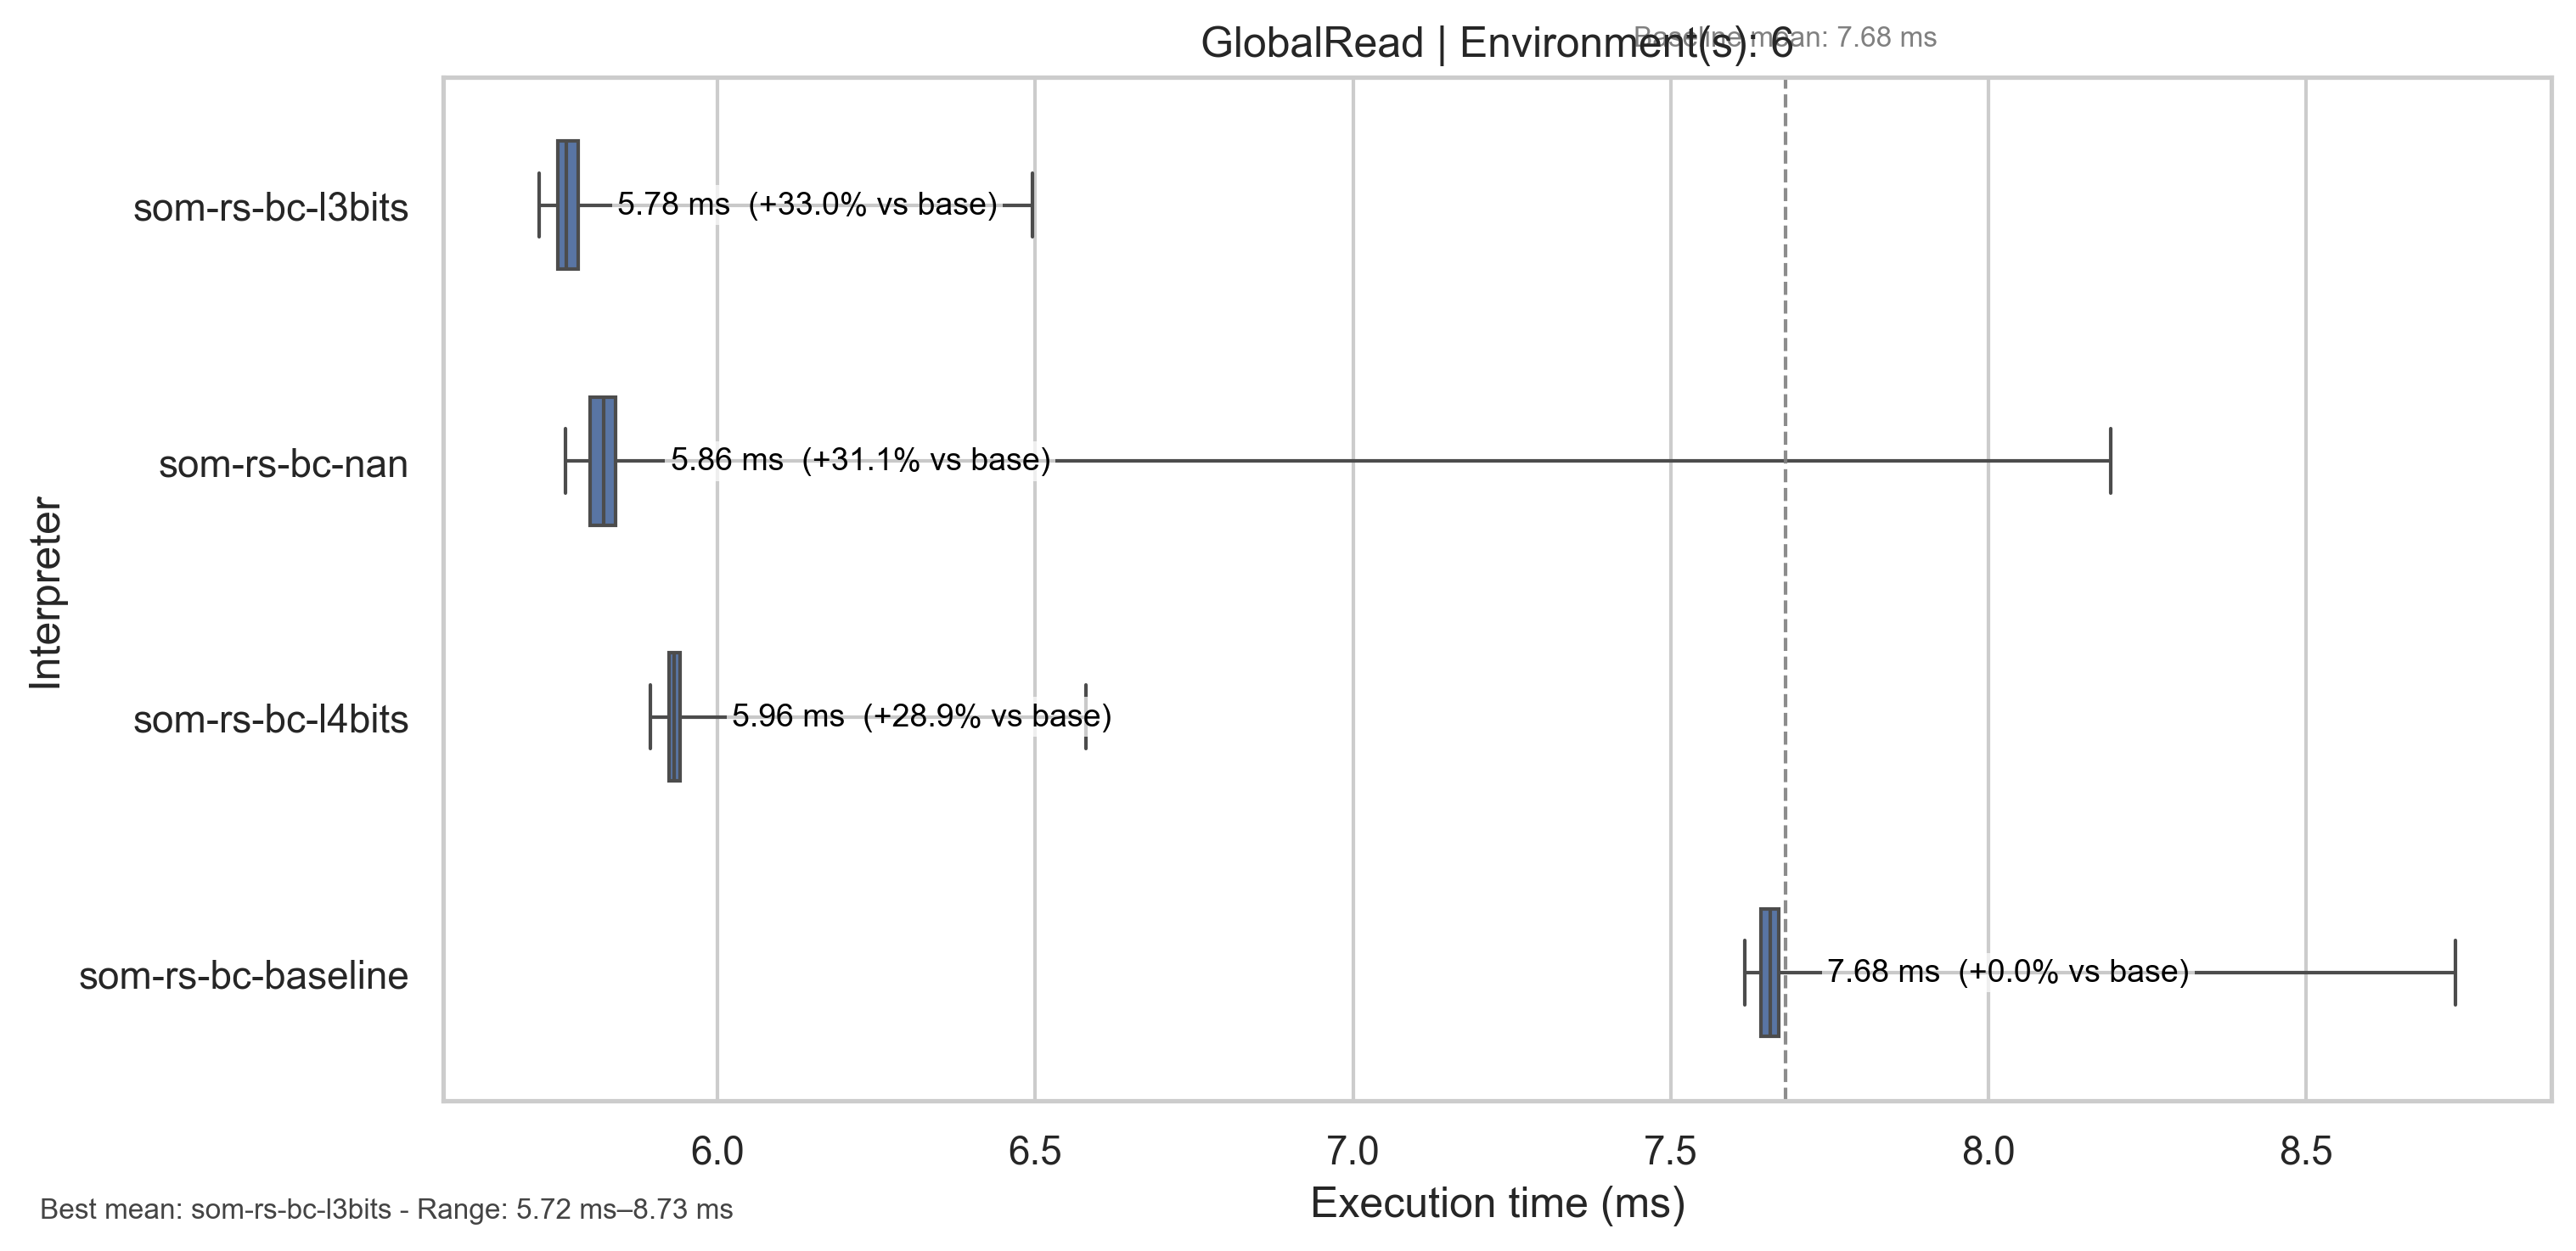 GlobalRead | Environment(s): 6
Baseline mean: 7.68 ms
som-rs-bc-l3bits
5.78 ms (+33.0% vs base)
som-rs-bc-nan
5.86 ms (+31.1% vs base)
Interpreter
som-rs-bc-l4bits
5.96 ms (+28.9% vs base)
som-rs-bc-baseline
7.68 ms (+0.0% vs base)
6.0 6.5 7.0 7.5 8.0 8.5
Execution time (ms)
Best mean: som-rs-bc-l3bits - Range: 5.72 ms–8.73 ms